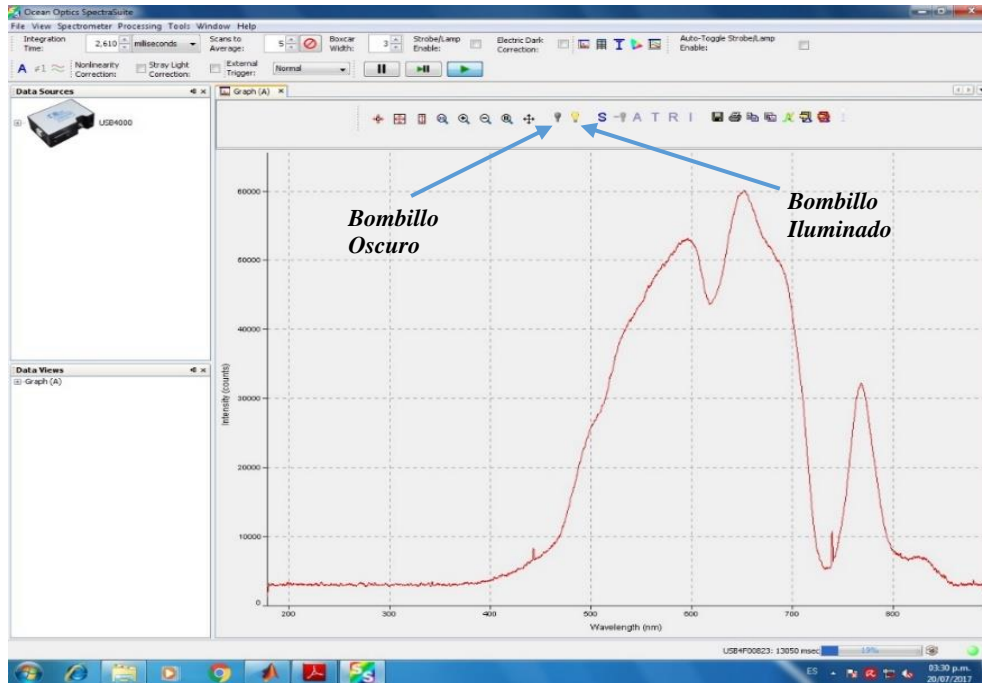 Ocean Optics SpectraSuite
File View Spectrometer Processing Tools Window Help
Integration Time: 2,610 miliseconds Scans to Average: 5 Boxcar Width: 3 Strobe/Lamp Enable: Electric Dark Correction: Auto-Toggle Strobe/Lamp Enable:
A ≠1 Nonlinearity Correction: Stray Light Correction: External Trigger: Normal
Data Sources
Graph (A)
USB4000
S A T R I
Bombillo
Oscuro
Bombillo
Iluminado
60000
60000
40000
30000
20000
10000
0
Intensity (counts)
200 300 400 500 600 700 800
Wavelength (nm)
Data Views
Graph (A)
USB4F00823: 13050 msec 19%
ES 03:30 p.m.
20/07/2017